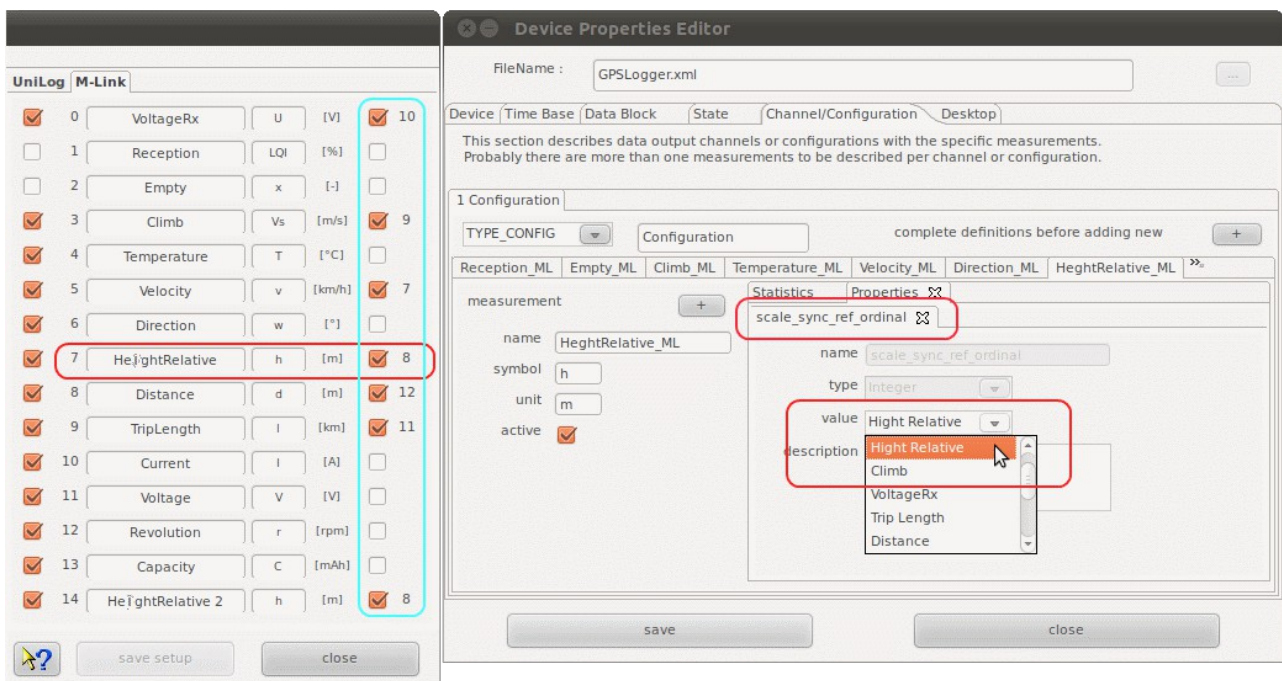 UniLog M-Link
0 VoltageRx U [V] 10
1 Reception LQI [%]
2 Empty x [-]
3 Climb Vs [m/s] 9
4 Temperature T [°C]
5 Velocity v [km/h] 7
6 Direction w [°]
7 HeightRelative h [m] 8
8 Distance d [m] 12
9 TripLength l [km] 11
10 Current I [A]
11 Voltage V [V]
12 Revolution r [rpm]
13 Capacity C [mAh]
14 HeightRelative 2 h [m] 8
save setup close
Device Properties Editor
FileName : GPSLogger.xml ...
Device Time Base Data Block State Channel/Configuration Desktop
This section describes data output channels or configurations with the specific measurements.
Probably there are more than one measurements to be described per channel or configuration.
1 Configuration
TYPE_CONFIG Configuration complete definitions before adding new +
Reception_ML Empty_ML Climb_ML Temperature_ML Velocity_ML Direction_ML HeghtRelative_ML
measurement +
name HeghtRelative_ML
symbol h
unit m
active
Statistics Properties
scale_sync_ref_ordinal
name scale_sync_ref_ordinal
type Integer
value Hight Relative
description
Hight Relative
Climb
VoltageRx
Trip Length
Distance
save close